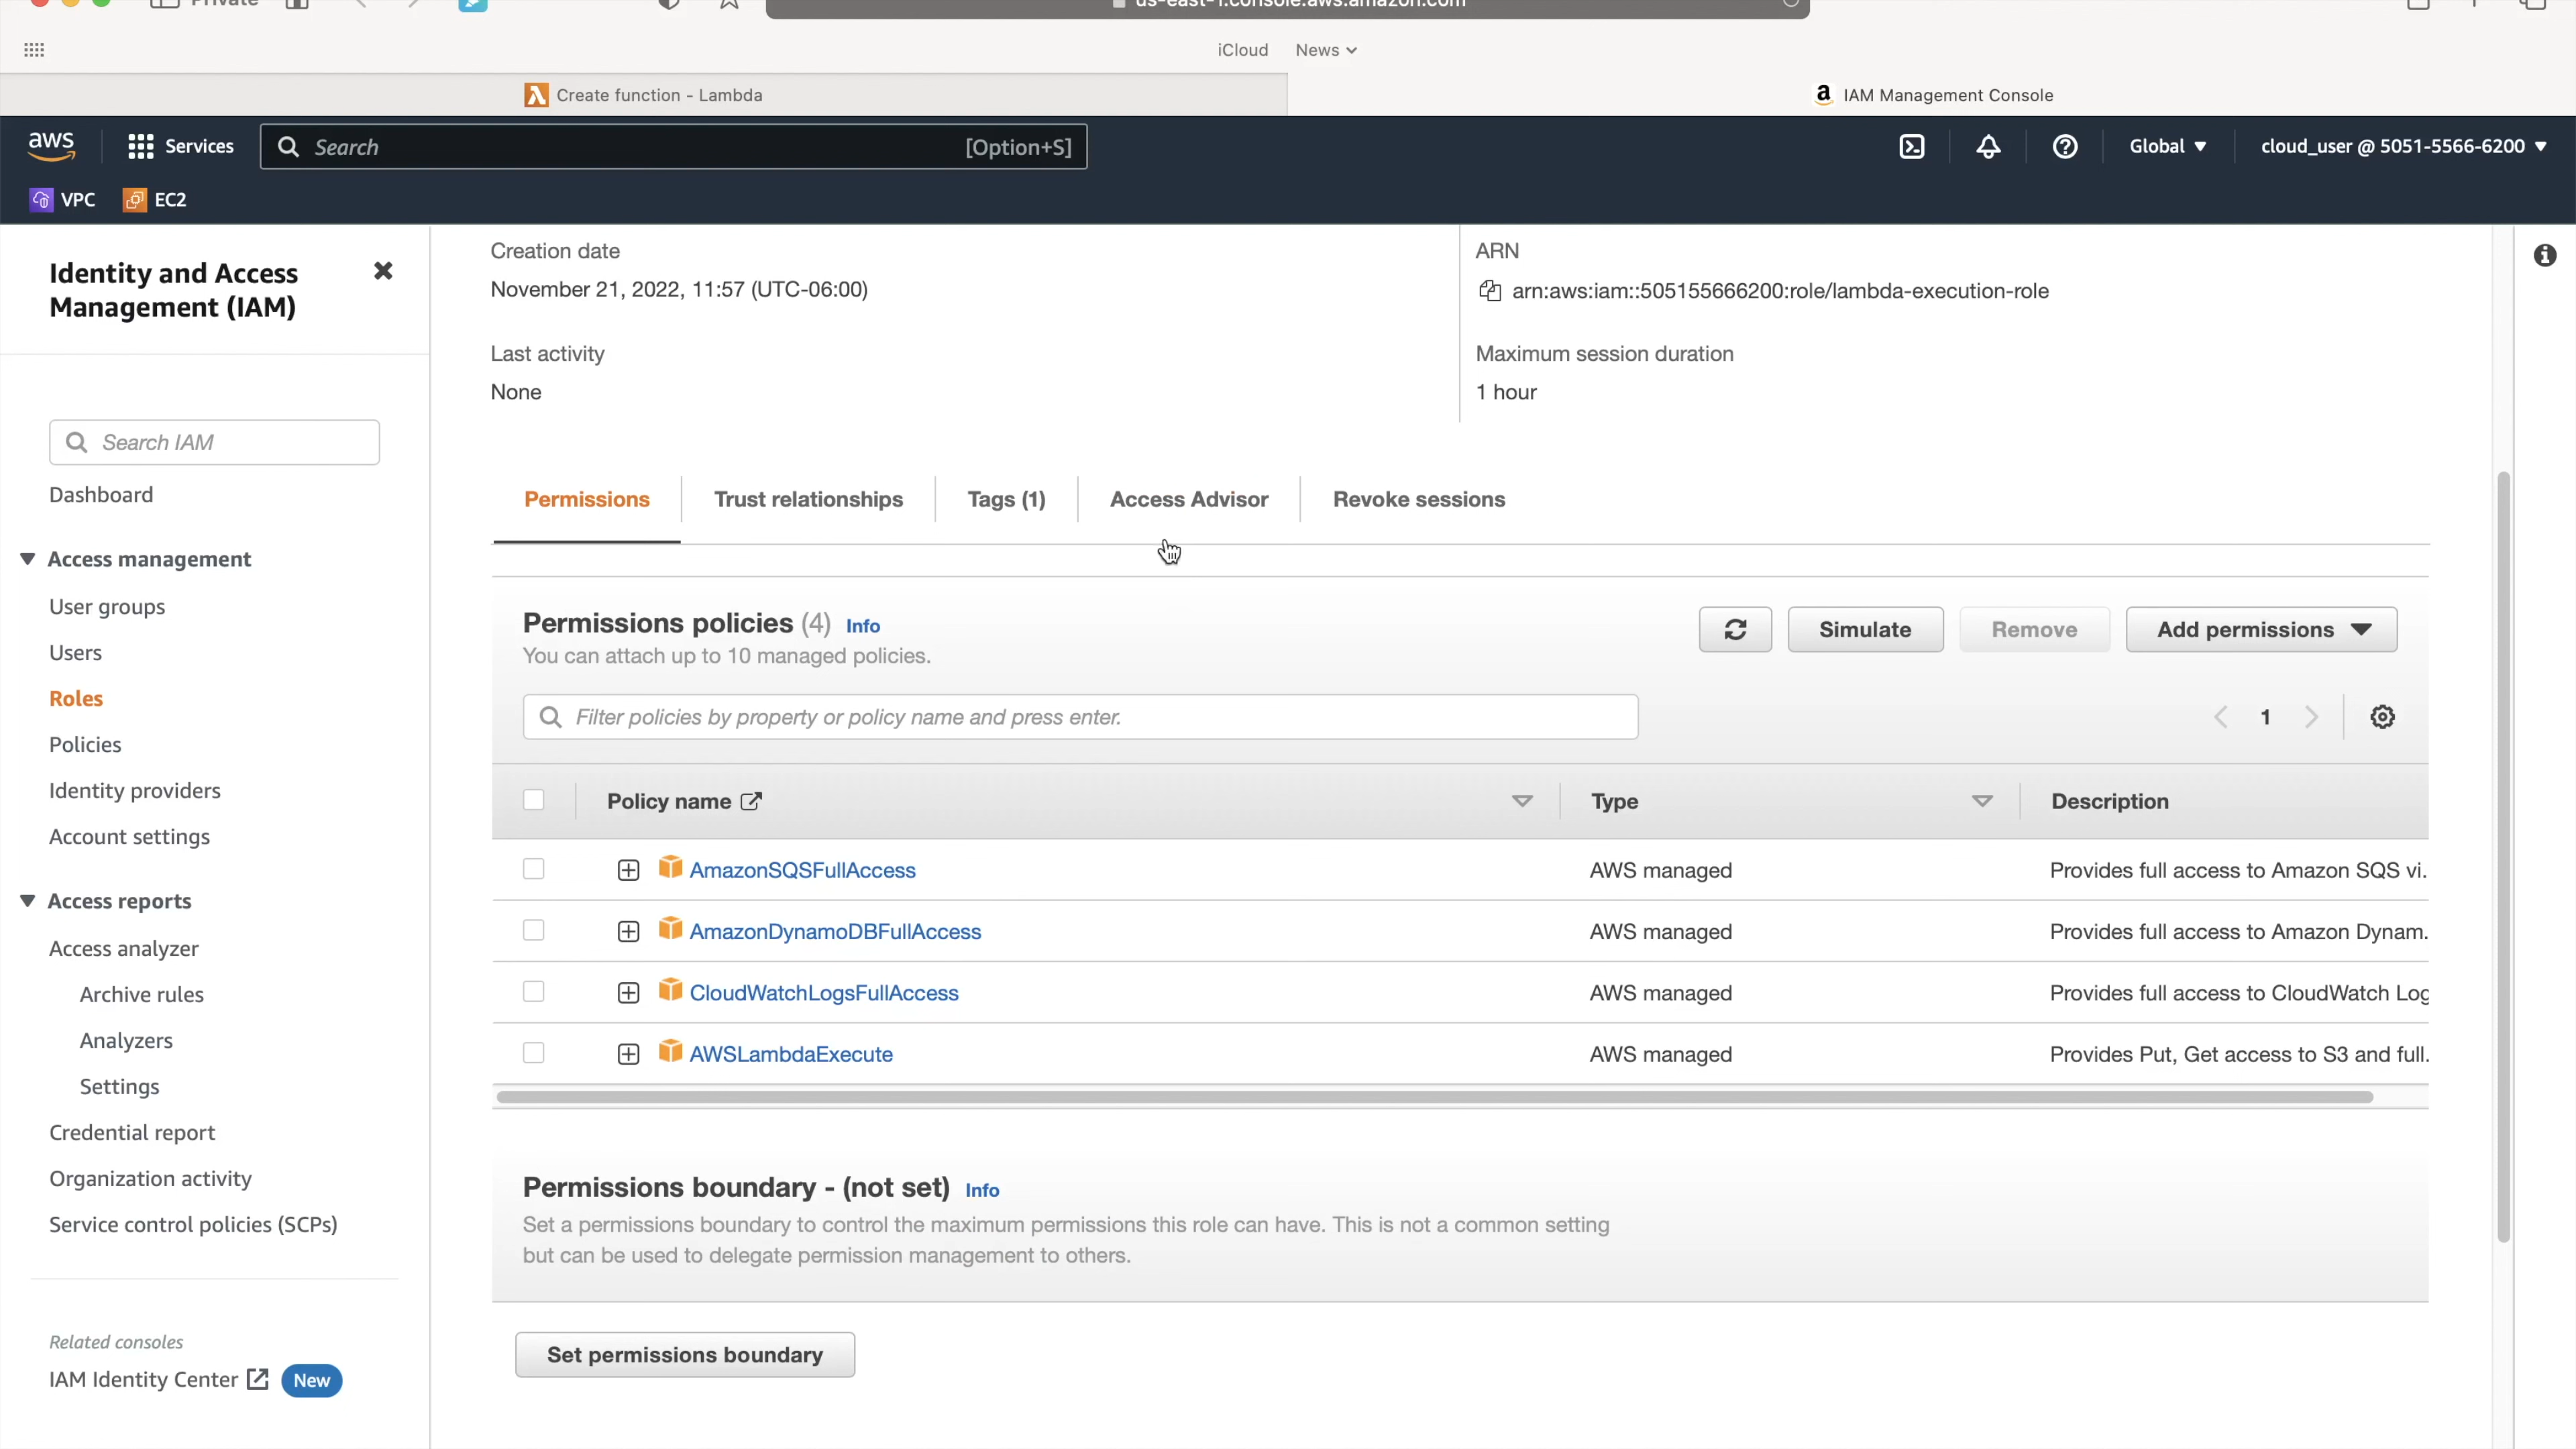 Private
us-east-1.console.aws.amazon.com
iCloud News
Create function - Lambda
IAM Management Console
aws
Services
Search [Option+S]
Global
cloud_user @ 5051-5566-6200
VPC
EC2
Identity and Access
Management (IAM)
Search IAM
Dashboard
Access management
User groups
Users
Roles
Policies
Identity providers
Account settings
Access reports
Access analyzer
Archive rules
Analyzers
Settings
Credential report
Organization activity
Service control policies (SCPs)
Related consoles
IAM Identity Center New
Creation date
November 21, 2022, 11:57 (UTC-06:00)
Last activity
None
ARN
arn:aws:iam::505155666200:role/lambda-execution-role
Maximum session duration
1 hour
Permissions Trust relationships Tags (1) Access Advisor Revoke sessions
Permissions policies (4) Info
You can attach up to 10 managed policies.
Simulate Remove Add permissions
Filter policies by property or policy name and press enter.
1
Policy name Type Description
AmazonSQSFullAccess AWS managed Provides full access to Amazon SQS vi...
AmazonDynamoDBFullAccess AWS managed Provides full access to Amazon Dynam...
CloudWatchLogsFullAccess AWS managed Provides full access to CloudWatch Log
AWSLambdaExecute AWS managed Provides Put, Get access to S3 and full...
Permissions boundary - (not set) Info
Set a permissions boundary to control the maximum permissions this role can have. This is not a common setting
but can be used to delegate permission management to others.
Set permissions boundary